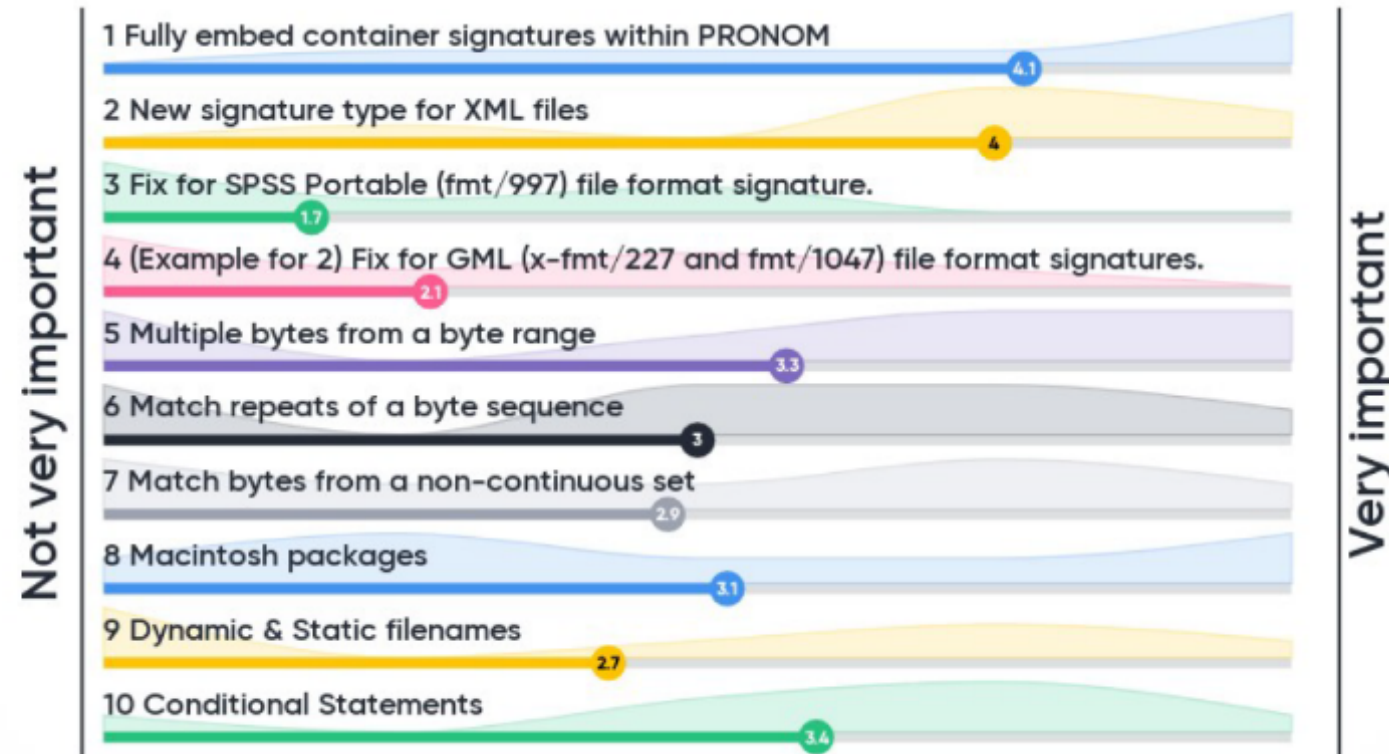 Not very important
1 Fully embed container signatures within PRONOM
4.1
2 New signature type for XML files
4
3 Fix for SPSS Portable (fmt/997) file format signature.
1.7
4 (Example for 2) Fix for GML (x-fmt/227 and fmt/1047) file format signatures.
2.1
5 Multiple bytes from a byte range
3.3
6 Match repeats of a byte sequence
3
7 Match bytes from a non-continuous set
2.9
8 Macintosh packages
3.1
9 Dynamic & Static filenames
2.7
10 Conditional Statements
3.4
Very important